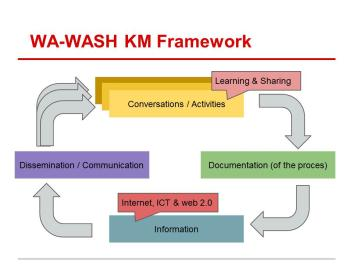 WA-WASH KM Framework
Learning & Sharing
Conversations / Activities
Dissemination / Communication
Documentation (of the proces)
Internet, ICT & web 2.0
Information